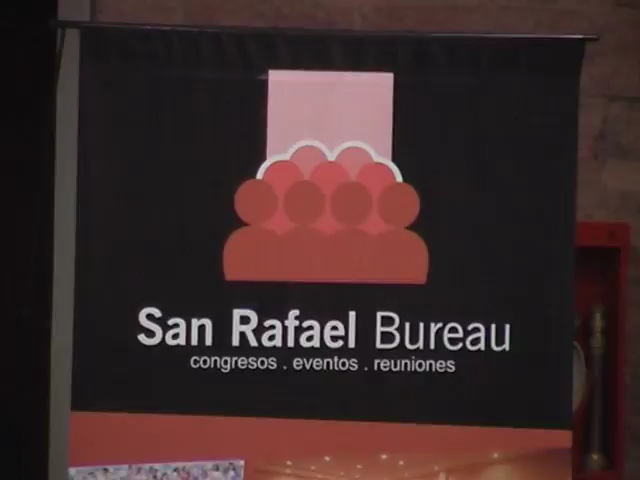 San Rafael Bureau
congresos . eventos . reuniones